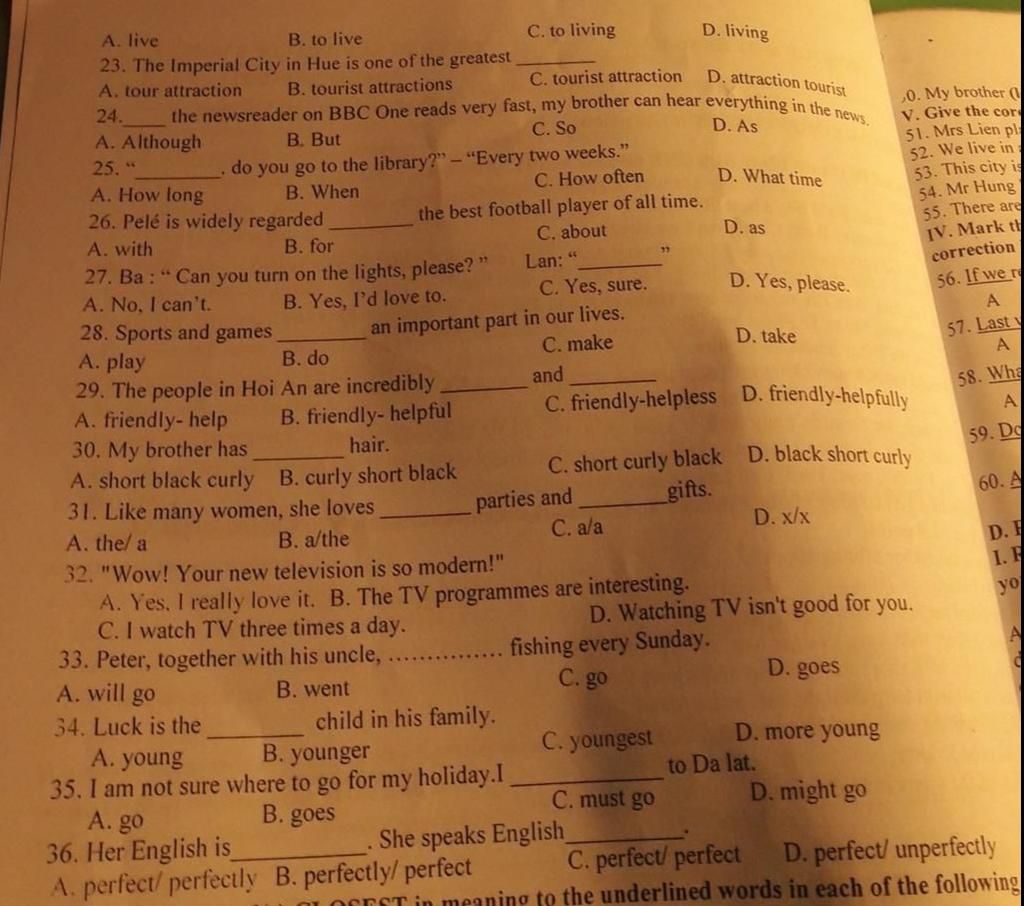 A. live B. to live C. to living D. living
23. The Imperial City in Hue is one of the greatest ________
A. tour attraction B. tourist attractions C. tourist attraction D. attraction tourist
24.____ the newsreader on BBC One reads very fast, my brother can hear everything in the news.
A. Although B. But C. So D. As
25. “________. do you go to the library?” – “Every two weeks.”
A. How long B. When C. How often D. What time
26. Pelé is widely regarded ________ the best football player of all time.
A. with B. for C. about D. as
27. Ba : “ Can you turn on the lights, please? ” Lan: “________ ”
A. No, I can’t. B. Yes, I’d love to. C. Yes, sure. D. Yes, please.
28. Sports and games ________ an important part in our lives.
A. play B. do C. make D. take
29. The people in Hoi An are incredibly ________ and ________
A. friendly- help B. friendly- helpful C. friendly-helpless D. friendly-helpfully
30. My brother has ________ hair.
A. short black curly B. curly short black C. short curly black D. black short curly
31. Like many women, she loves ________ parties and ________gifts.
A. the/ a B. a/the C. a/a D. x/x
32. "Wow! Your new television is so modern!"
A. Yes, I really love it. B. The TV programmes are interesting.
C. I watch TV three times a day. D. Watching TV isn't good for you.
33. Peter, together with his uncle, ............... fishing every Sunday.
A. will go B. went C. go D. goes
34. Luck is the ________ child in his family.
A. young B. younger C. youngest D. more young
35. I am not sure where to go for my holiday.I ____________ to Da lat.
A. go B. goes C. must go D. might go
36. Her English is____________. She speaks English__________.
A. perfect/ perfectly B. perfectly/ perfect C. perfect/ perfect D. perfect/ unperfectly
CLOSEST in meaning to the underlined words in each of the following
0. My brother
V. Give the
51. Mrs Lien
52. We live in
53. This city
54. Mr Hung
55. There are
IV. Mark
correction
56. If we
A
57. Last
A
58.
A
59.
60. A
D.
I.